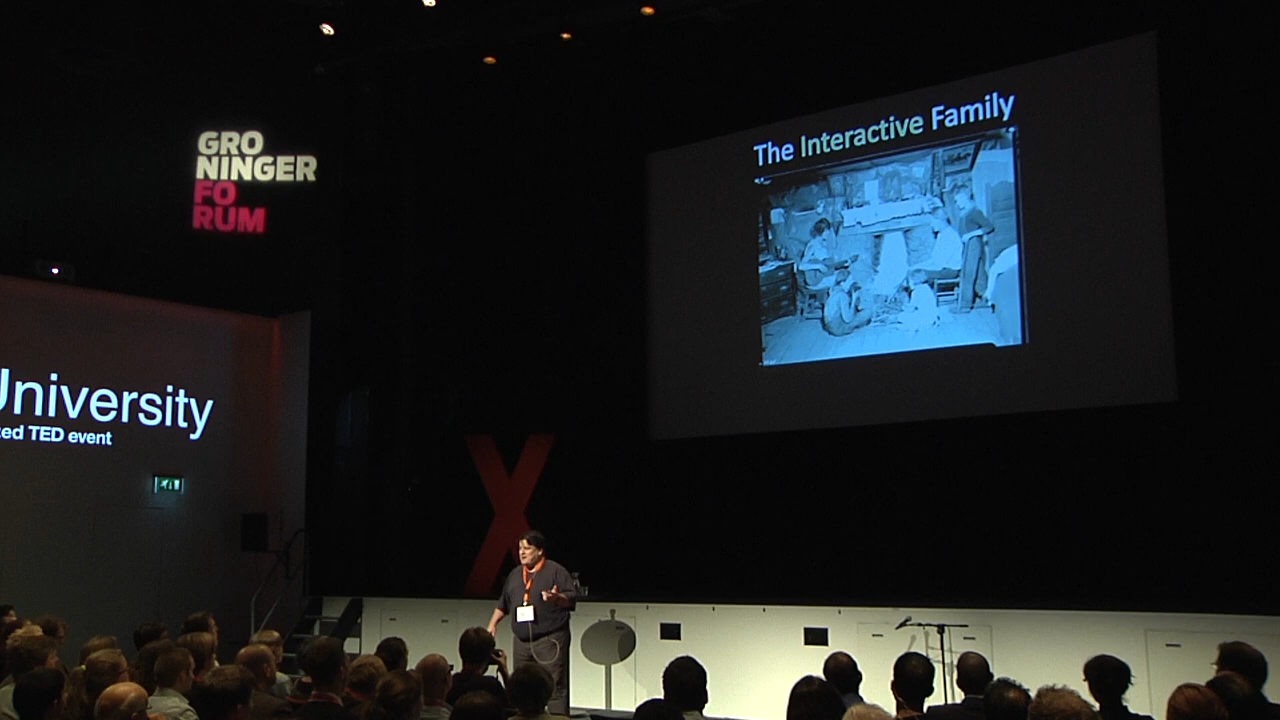 GRO
NINGER
FO
RUM
The Interactive Family
University
TED event
X